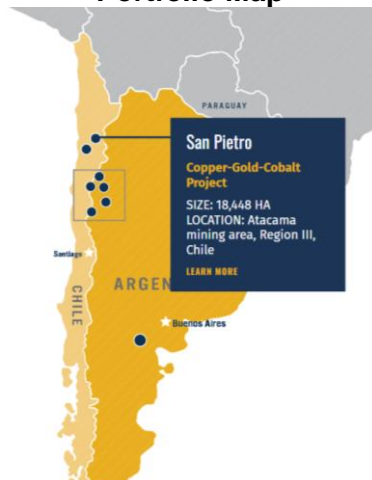 Portfolio Map
PARAGUAY
San Pietro
Copper-Gold-Cobalt
Project
SIZE: 18,448 HA
LOCATION: Atacama
mining area, Region III,
Chile
LEARN MORE
Santiago
ARGEN
CHILE
Buenos Aires